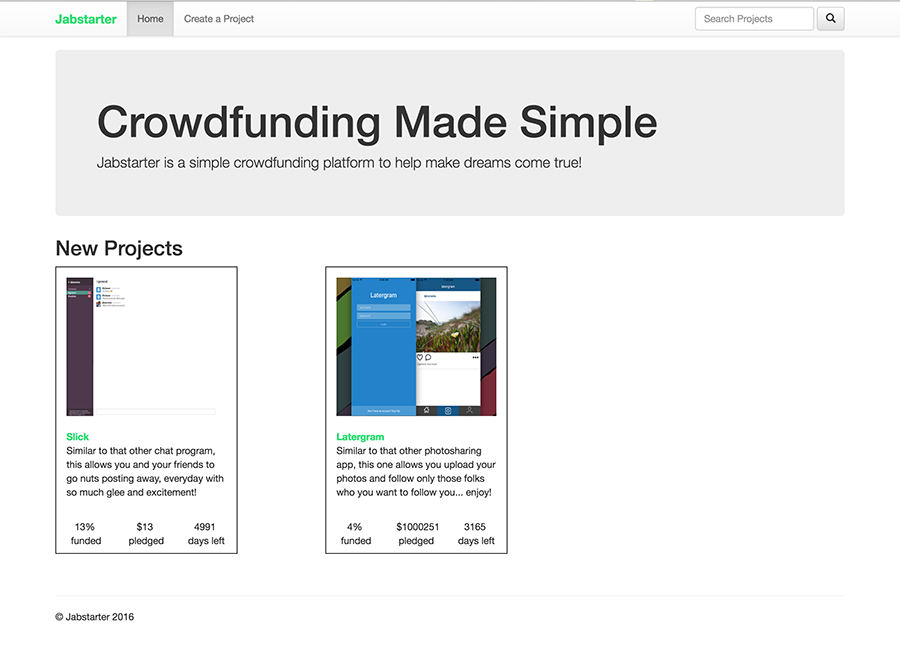 Jabstarter Home Create a Project Search Projects
Crowdfunding Made Simple
Jabstarter is a simple crowdfunding platform to help make dreams come true!
New Projects
Latergram
Slick
Similar to that other chat program,
this allows you and your friends to
go nuts posting away, everyday with
so much glee and excitement!
13% $13 4991
funded pledged days left
Latergram
Similar to that other photosharing
app, this one allows you upload your
photos and follow only those folks
who you want to follow you... enjoy!
4% $1000251 3165
funded pledged days left
© Jabstarter 2016